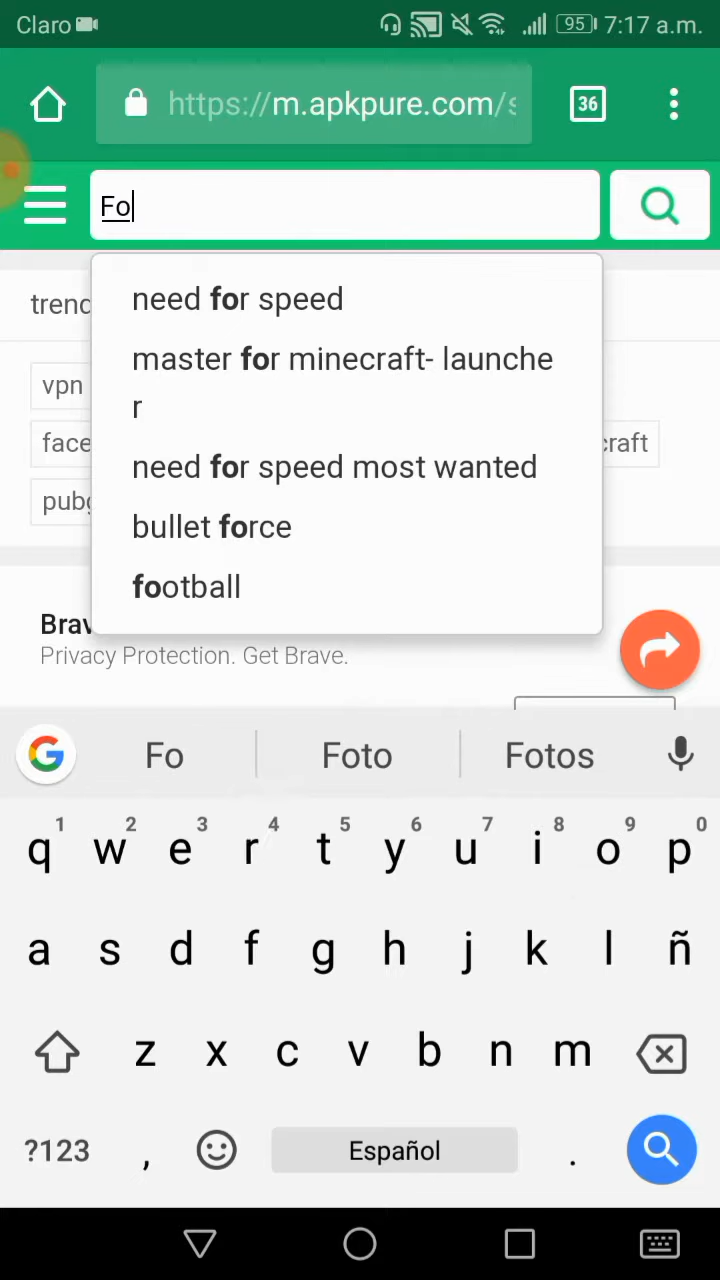 Claro
95 7:17 a.m.
https://m.apkpure.com/s
36
Fo
trend
need for speed
master for minecraft- launche
r
need for speed most wanted
bullet force
football
vpn
face
craft
pubg
Brav
Privacy Protection. Get Brave.
G Fo Foto Fotos
1 2 3 4 5 6 7 8 9 0
q w e r t y u i o p
a s d f g h j k l ñ
z x c v b n m
?123 , Español .